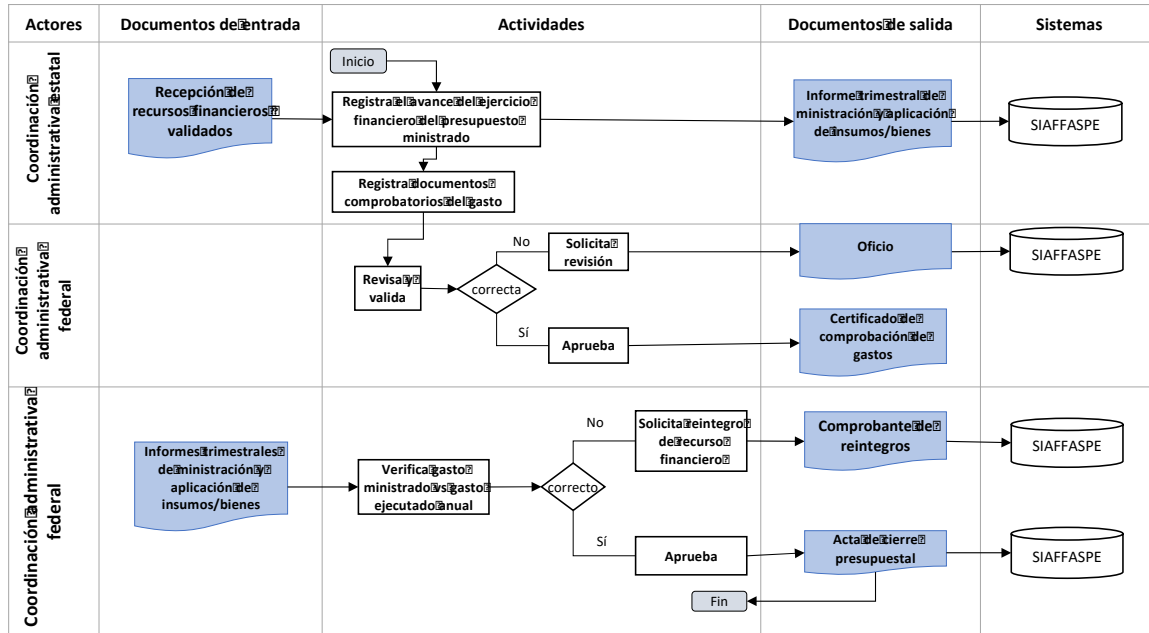 Actores
Documentos de entrada
Actividades
Documentos de salida
Sistemas
Coordinación
administrativa estatal
Recepción de
recursos financieros
validados
Inicio
Registra el avance del ejercicio
financiero del presupuesto
ministrado
Registra documentos
comprobatorios del gasto
Informe trimestral de
ministración y aplicación
de insumos/bienes
SIAFFASPE
Coordinación
administrativa
federal
Revisa y
valida
correcta
No
Solicita
revisión
Oficio
SIAFFASPE
Sí
Aprueba
Certificado de
comprobación de
gastos
Coordinación administrativa
federal
Informes trimestrales
de ministración y
aplicación de
insumos/bienes
Verifica gasto
ministrado vs gasto
ejecutado anual
correcto
No
Solicita reintegro
de recurso
financiero
Comprobante de
reintegros
SIAFFASPE
Sí
Aprueba
Acta de cierre
presupuestal
SIAFFASPE
Fin